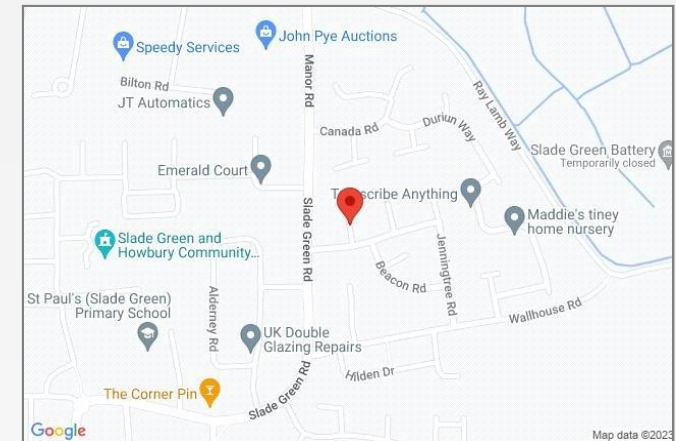 Speedy Services
John Pye Auctions
Manor Rd
Bilton Rd
JT Automatics
Canada Rd
Durium Way
Ray Lamb Way
Slade Green Battery
Temporarily closed
Emerald Court
Anything
Maddie's tiney
home nursery
Slade Green Rd
Slade Green and
Howbury Community...
Jenningtree Rd
Beacon Rd
St Paul's (Slade Green)
Primary School
Alderney Rd
UK Double
Glazing Repairs
Wallhouse Rd
Hilden Dr
The Corner Pin
Slade Green Rd
Google
Map data ©2023